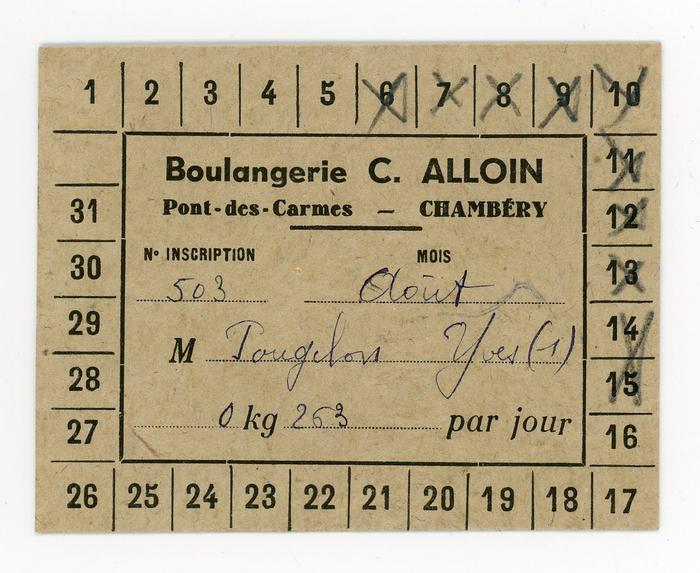 1 2 3 4 5 6 7 8 9 10
11
31 12
30 13
29 14
28 15
27 16
26 25 24 23 22 21 20 19 18 17
Boulangerie C. ALLOIN
Pont-des-Carmes — CHAMBÉRY
Nº INSCRIPTION MOIS
503 Août
M Yves (1)
0 kg 263 par jour